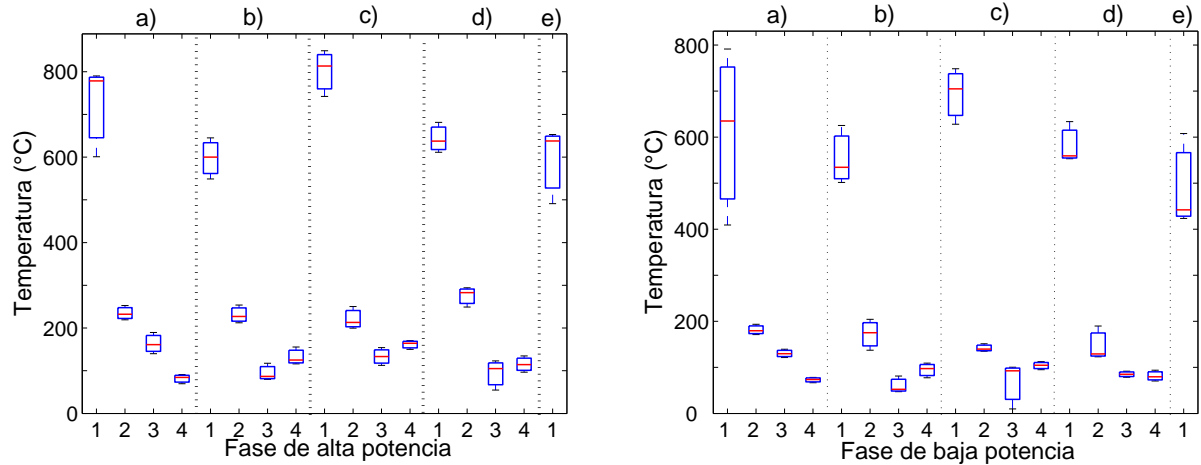 a) b) c) d) e)
800
600
400
200
0
Temperatura (°C)
1 2 3 4 1 2 3 4 1 2 3 4 1 2 3 4 1
Fase de alta potencia
a) b) c) d) e)
800
600
400
200
0
Temperatura (°C)
1 2 3 4 1 2 3 4 1 2 3 4 1 2 3 4 1
Fase de baja potencia